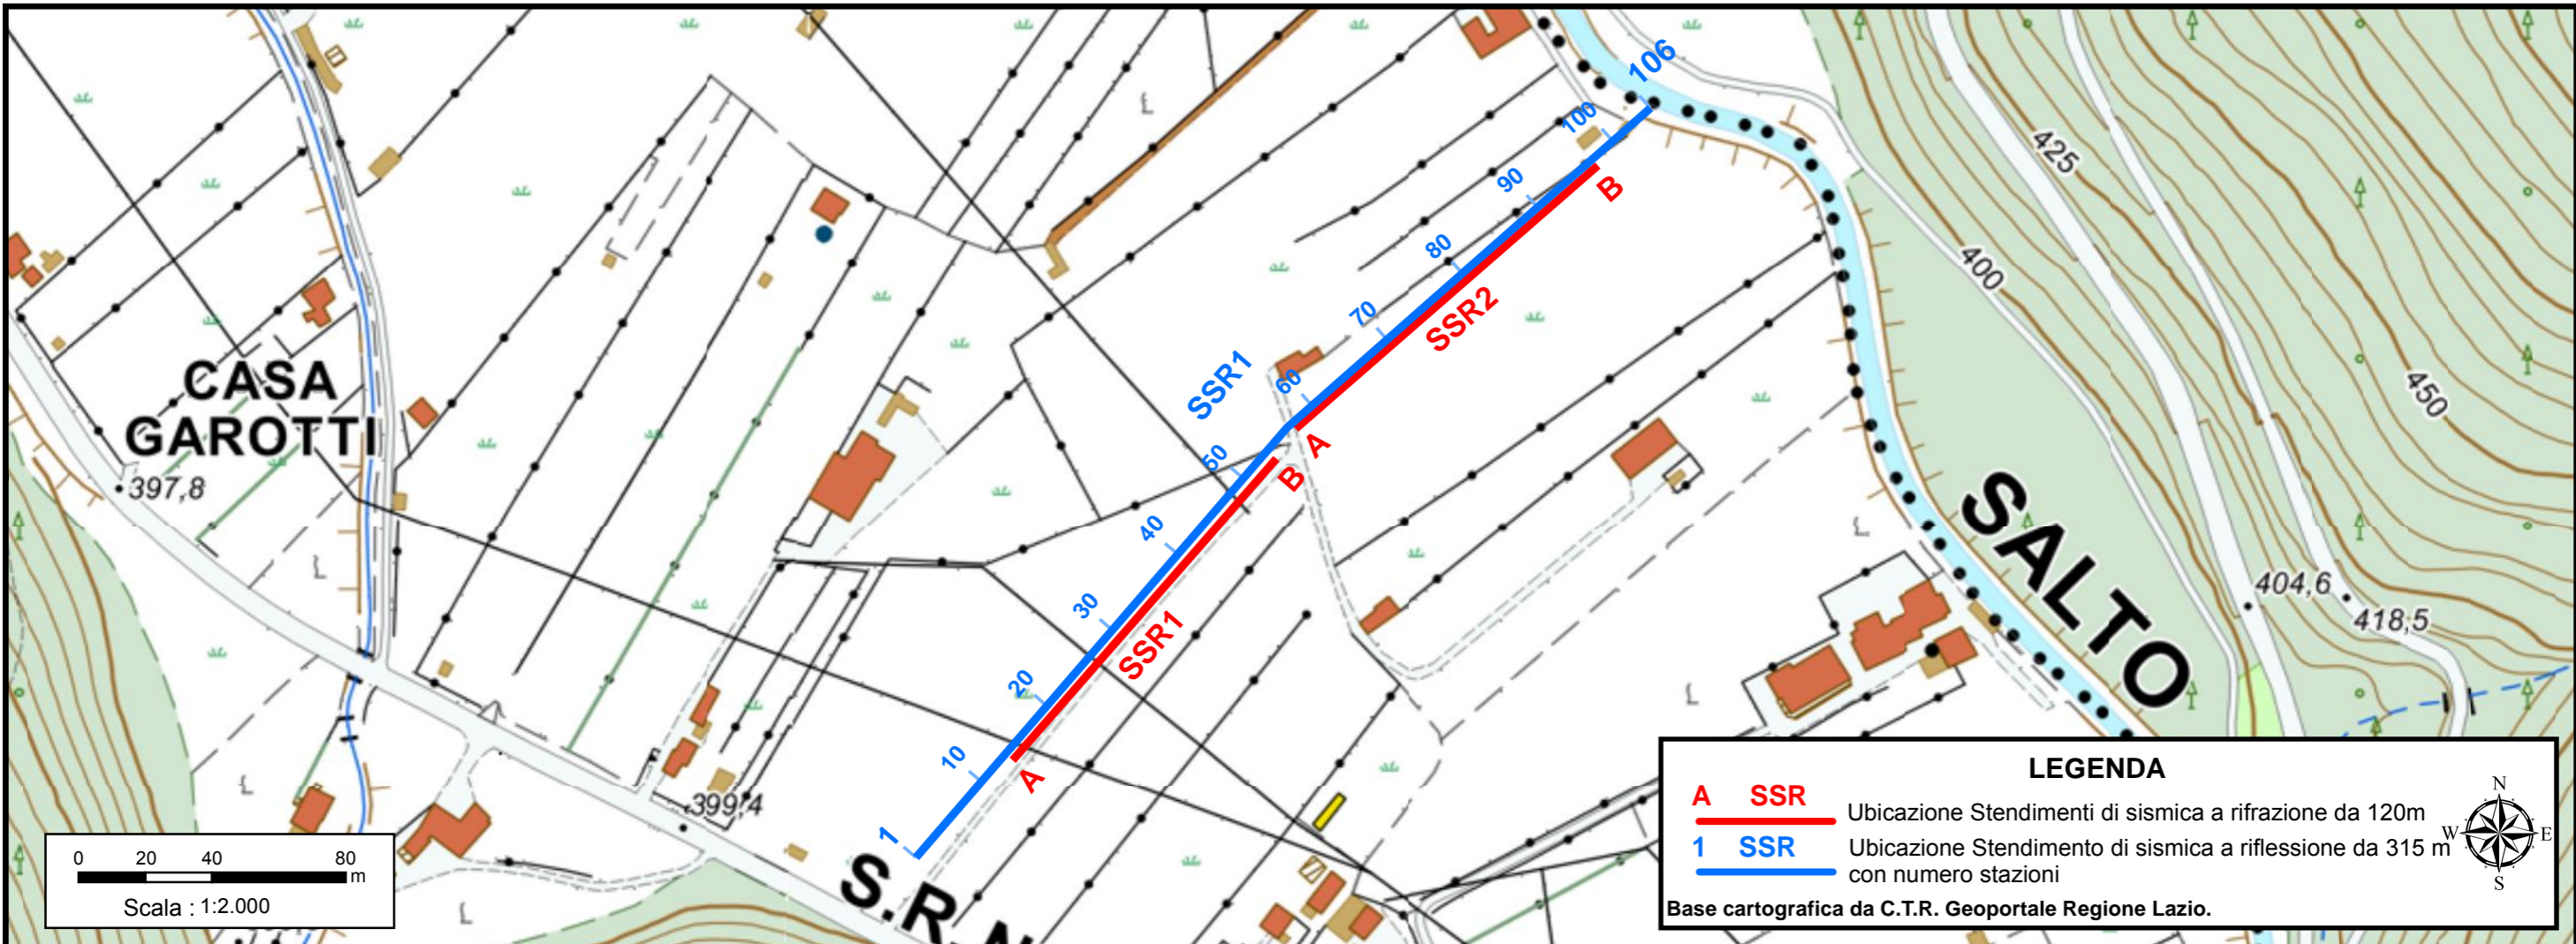 106
100
90
80
70
60
50
40
30
20
10
1
SSR1
SSR2
SSR1
A
B
A
B
425
400
450
CASA
GAROTTI
397,8
399,4
SALTO
404,6
418,5
S.R.N
0 20 40 80
m
Scala : 1:2.000
LEGENDA
A SSR Ubicazione Stendimenti di sismica a rifrazione da 120m
1 SSR Ubicazione Stendimento di sismica a riflessione da 315 m
con numero stazioni
Base cartografica da C.T.R. Geoportale Regione Lazio.
N
W E
S